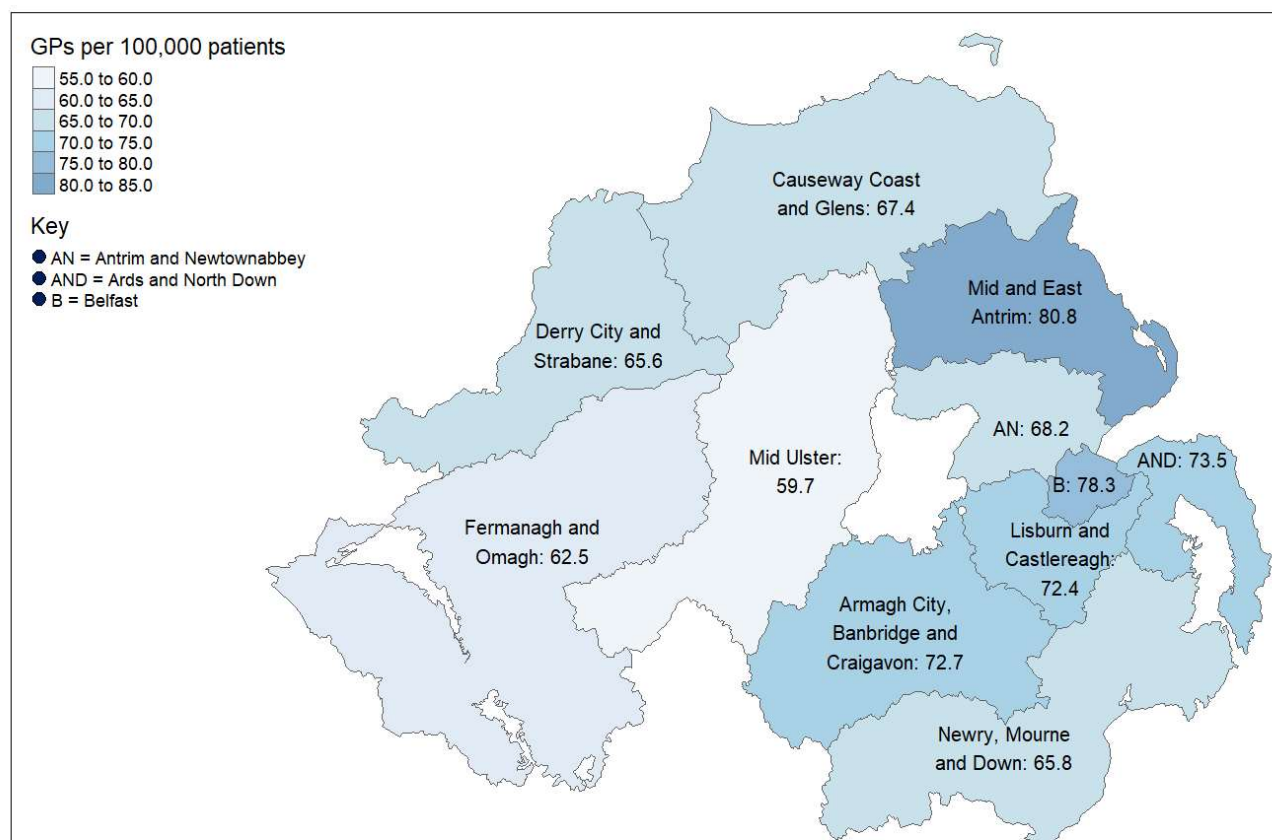 GPs per 100,000 patients
55.0 to 60.0
60.0 to 65.0
65.0 to 70.0
70.0 to 75.0
75.0 to 80.0
80.0 to 85.0
Key
AN = Antrim and Newtownabbey
AND = Ards and North Down
B = Belfast
Causeway Coast
and Glens: 67.4
Mid and East
Antrim: 80.8
Derry City and
Strabane: 65.6
AN: 68.2
AND: 73.5
Mid Ulster:
59.7
B: 78.3
Fermanagh and
Omagh: 62.5
Lisburn and
Castlereagh:
72.4
Armagh City,
Banbridge and
Craigavon: 72.7
Newry, Mourne
and Down: 65.8